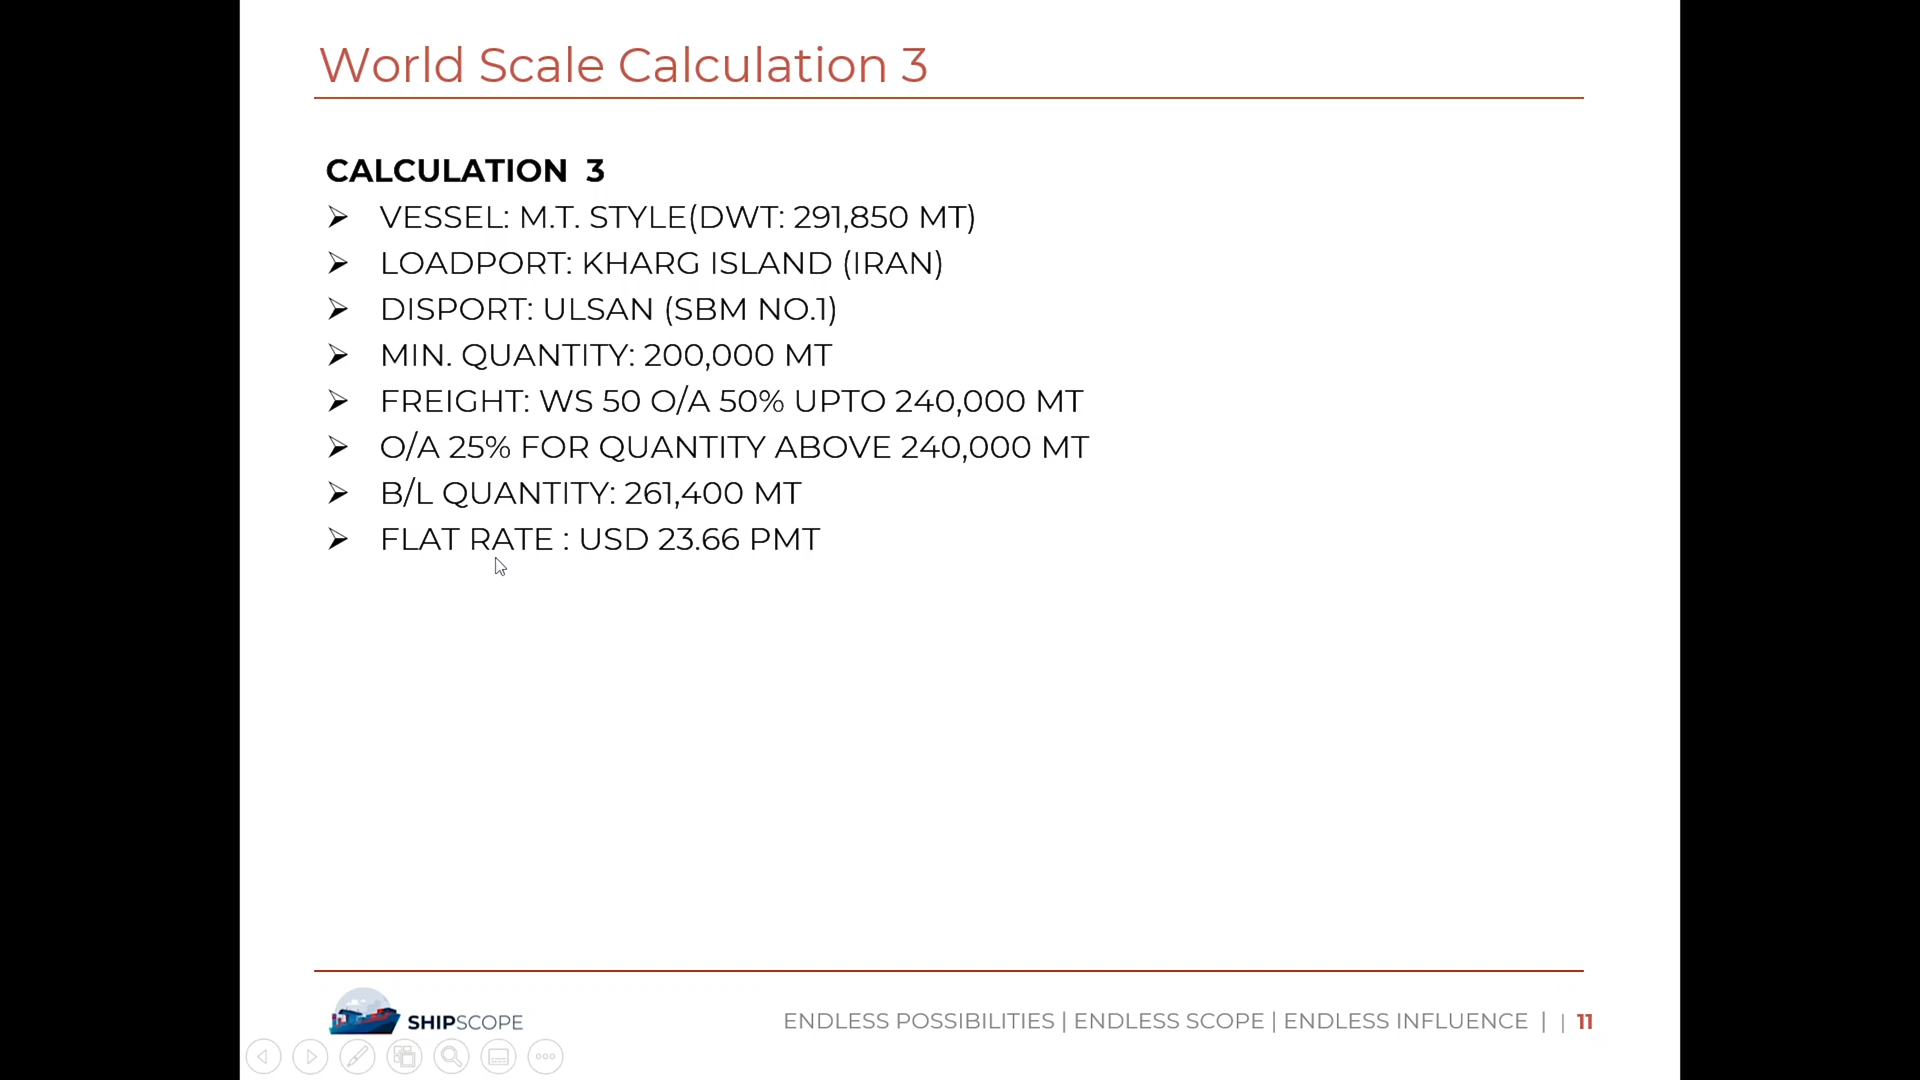 World Scale Calculation 3
CALCULATION 3
VESSEL: M.T. STYLE(DWT: 291,850 MT)
LOADPORT: KHARG ISLAND (IRAN)
DISPORT: ULSAN (SBM NO.1)
MIN. QUANTITY: 200,000 MT
FREIGHT: WS 50 O/A 50% UPTO 240,000 MT
O/A 25% FOR QUANTITY ABOVE 240,000 MT
B/L QUANTITY: 261,400 MT
FLAT RATE : USD 23.66 PMT
SHIPSCOPE
ENDLESS POSSIBILITIES | ENDLESS SCOPE | ENDLESS INFLUENCE | | 11